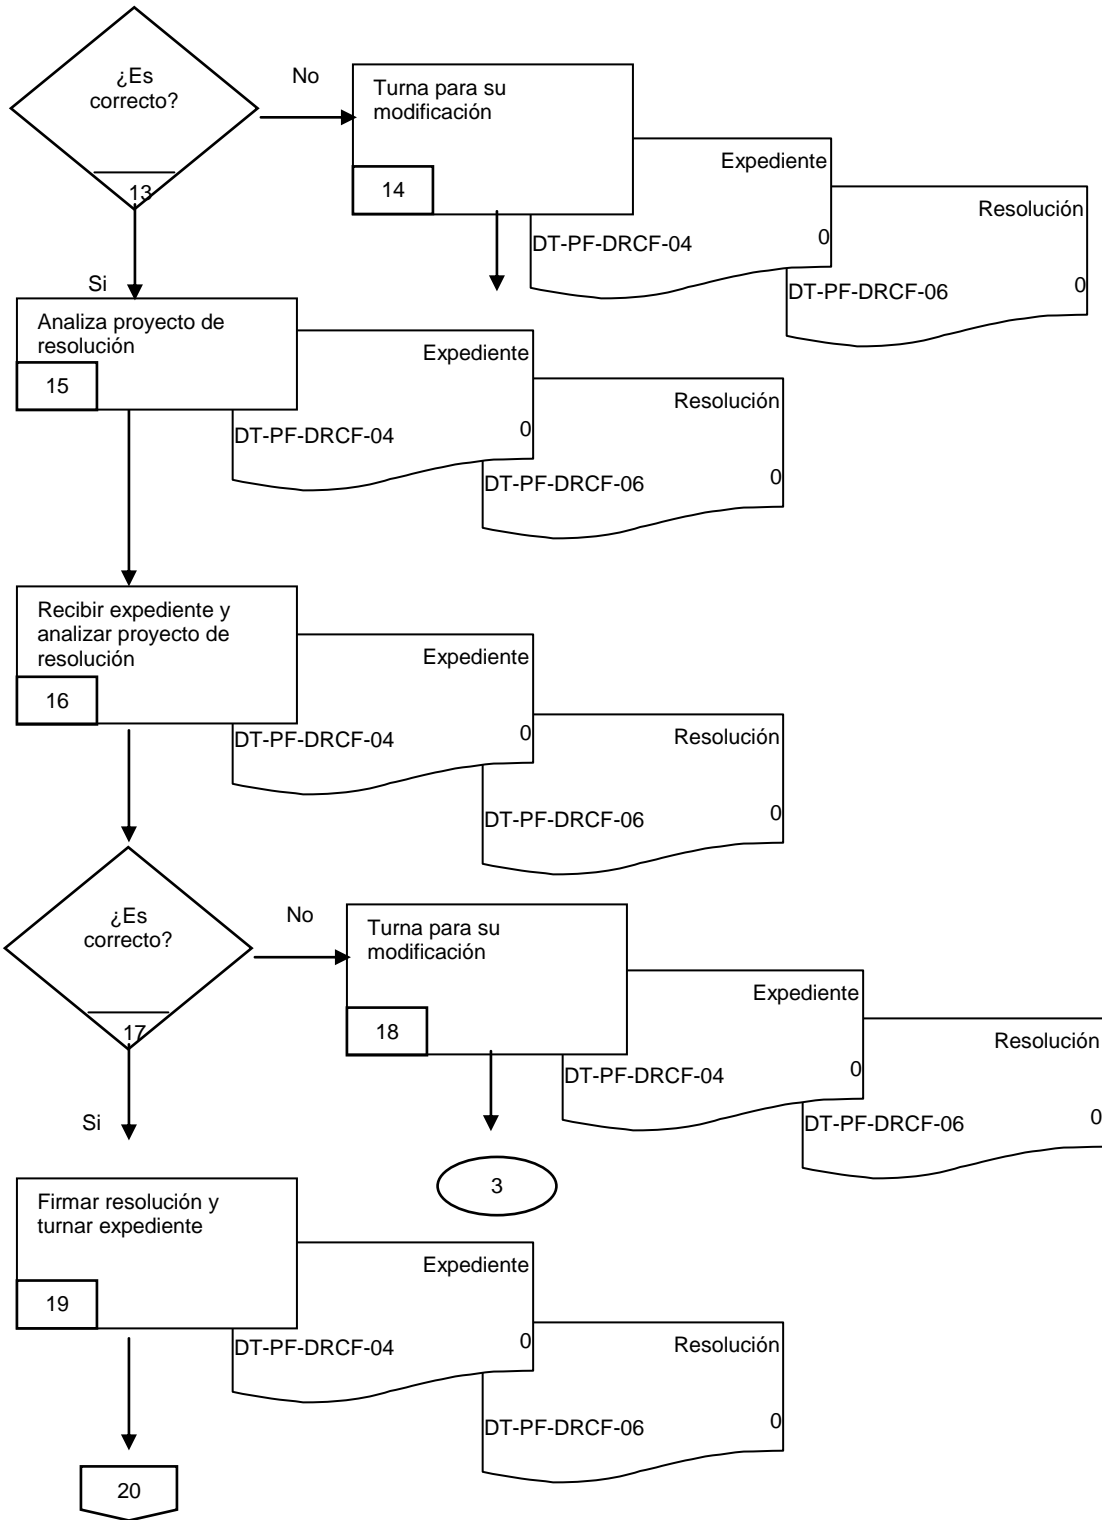 ¿Es
correcto?
13
No
Turna para su
modificación
14
Expediente
DT-PF-DRCF-04
0
Resolución
DT-PF-DRCF-06
0
Si
Analiza proyecto de
resolución
15
Expediente
DT-PF-DRCF-04
0
Resolución
DT-PF-DRCF-06
0
Recibir expediente y
analizar proyecto de
resolución
16
Expediente
DT-PF-DRCF-04
0
Resolución
DT-PF-DRCF-06
0
¿Es
correcto?
17
No
Turna para su
modificación
18
Expediente
DT-PF-DRCF-04
0
Resolución
DT-PF-DRCF-06
0
3
Si
Firmar resolución y
turnar expediente
19
Expediente
DT-PF-DRCF-04
0
Resolución
DT-PF-DRCF-06
0
20